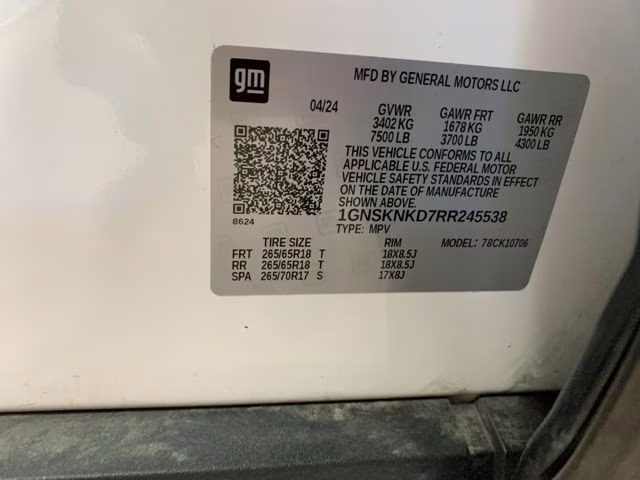 gm
MFD BY GENERAL MOTORS LLC
04/24 GVWR GAWR FRT GAWR RR
3402 KG 1678 KG 1950 KG
7500 LB 3700 LB 4300 LB
THIS VEHICLE CONFORMS TO ALL
APPLICABLE U.S. FEDERAL MOTOR
VEHICLE SAFETY STANDARDS IN EFFECT
ON THE DATE OF MANUFACTURE
SHOWN ABOVE.
8624
1GNSKNKD7RR245538
TYPE: MPV
TIRE SIZE RIM MODEL: 78CK10706
FRT 265/65R18 T 18X8.5J
RR 265/65R18 T 18X8.5J
SPA 265/70R17 S 17X8J